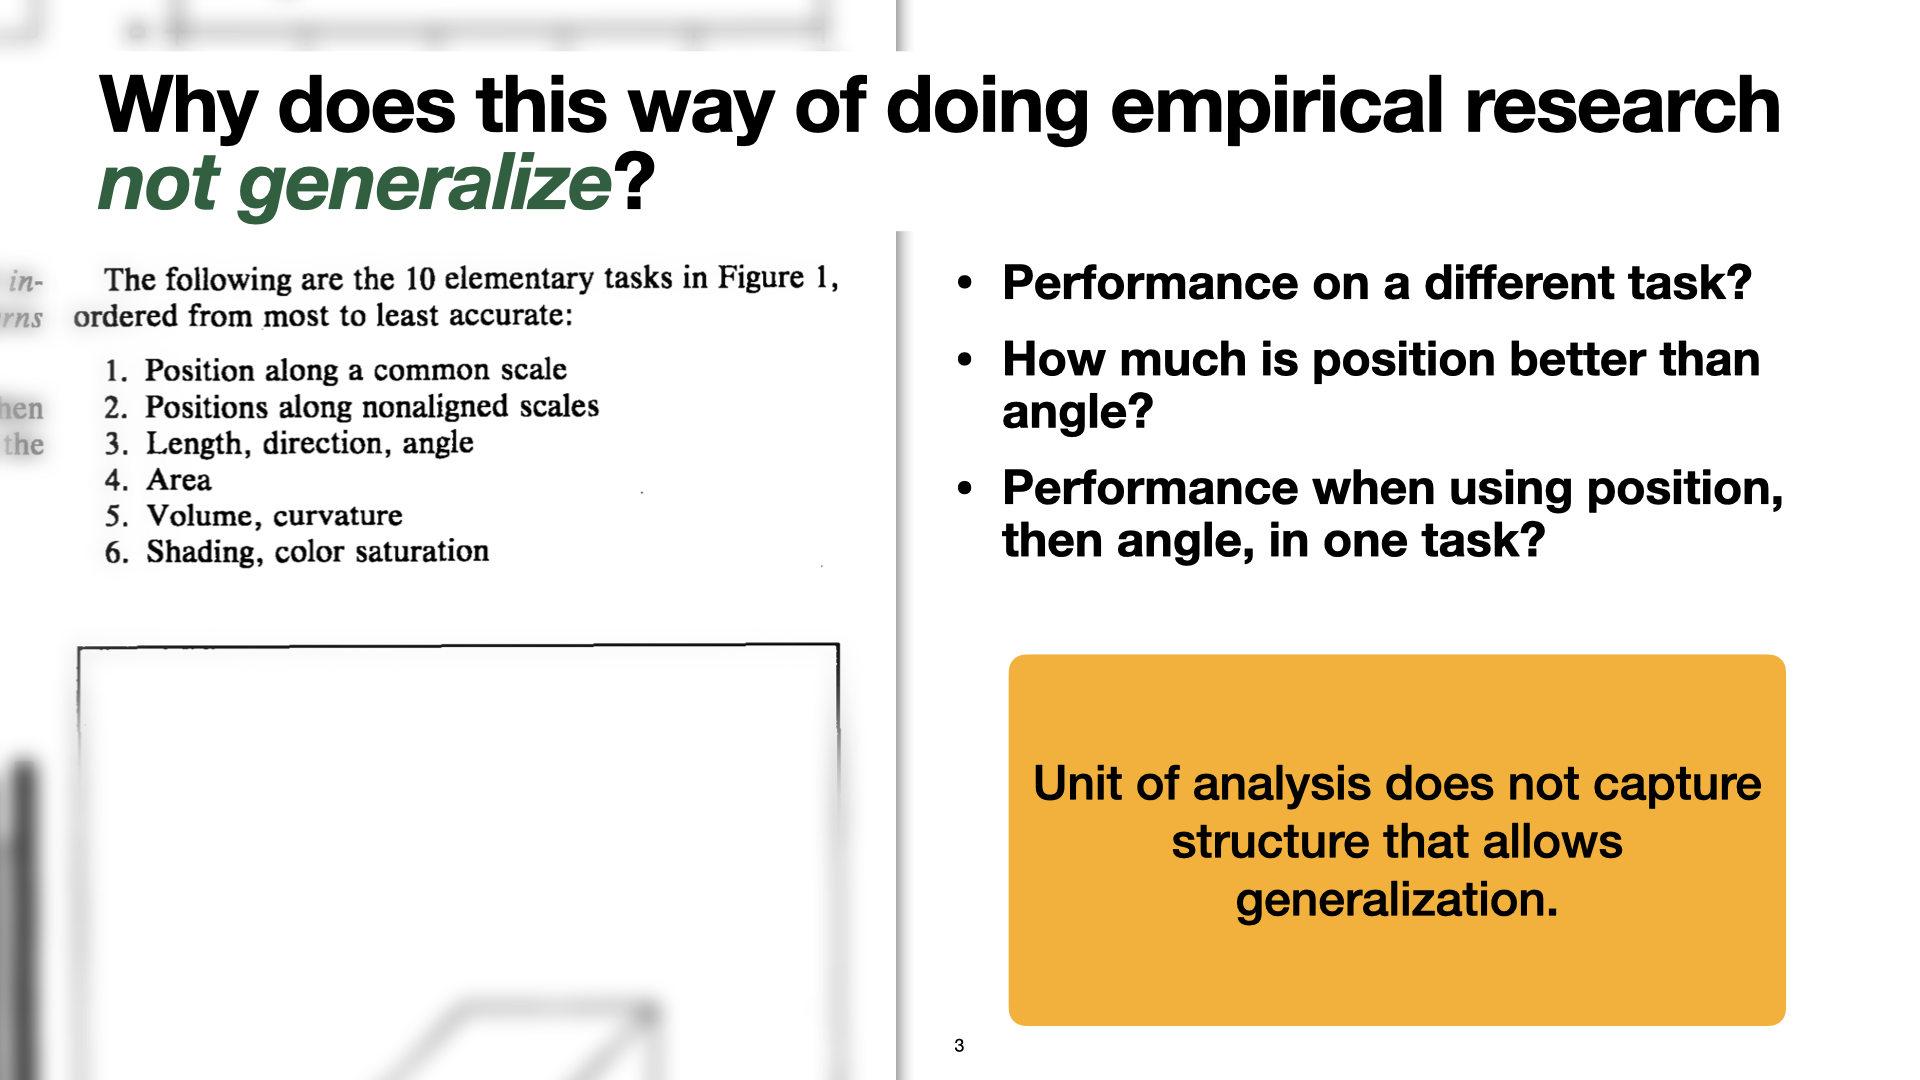 Why does this way of doing empirical research
not generalize?
in-
rns
hen
the
The following are the 10 elementary tasks in Figure 1,
ordered from most to least accurate:
1. Position along a common scale
2. Positions along nonaligned scales
3. Length, direction, angle
4. Area
5. Volume, curvature
6. Shading, color saturation
• Performance on a different task?
• How much is position better than
angle?
• Performance when using position,
then angle, in one task?
Unit of analysis does not capture
structure that allows
generalization.
3